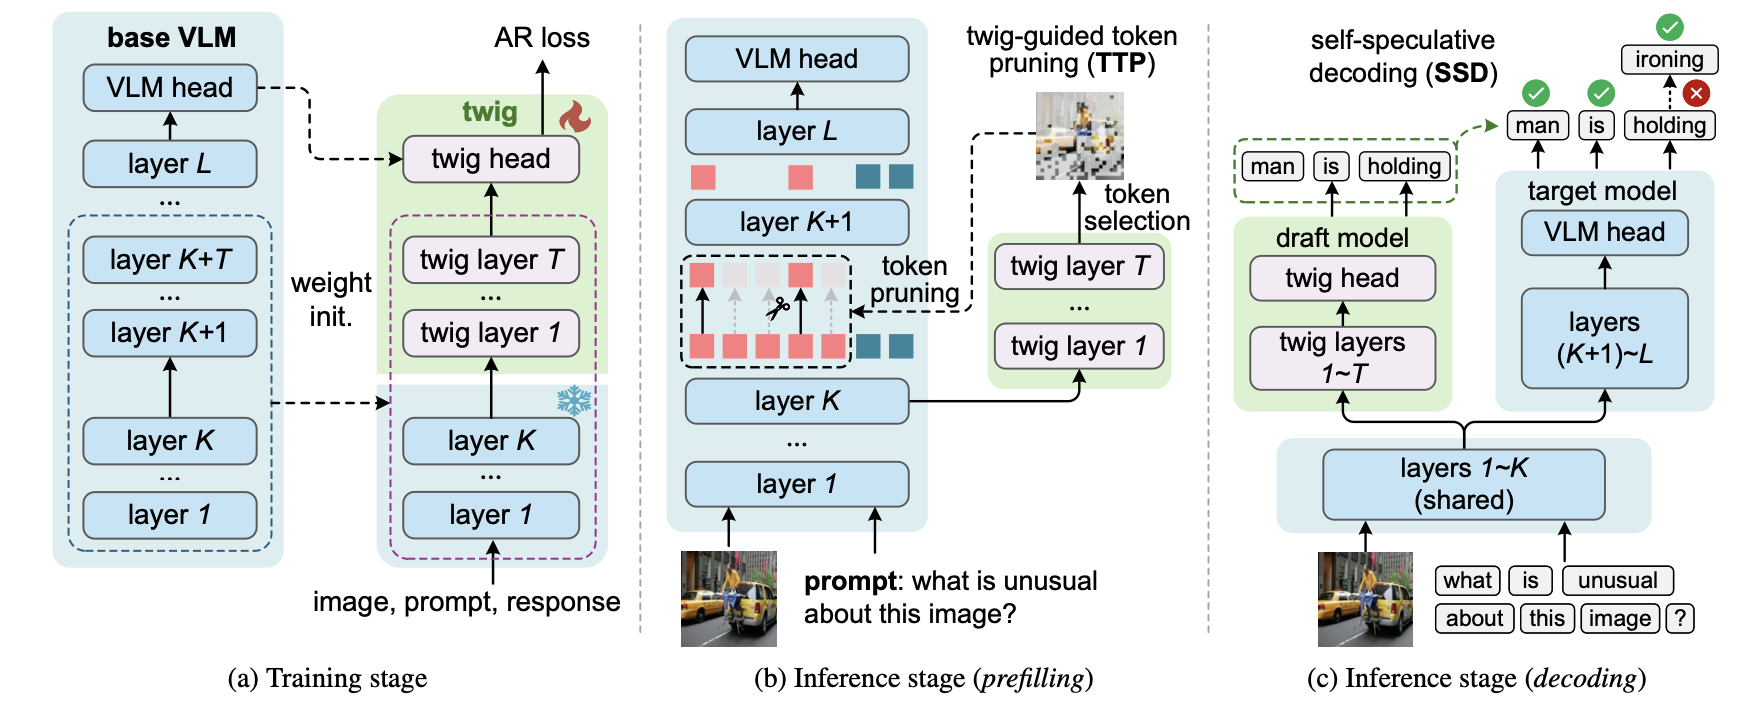 base VLM
VLM head
layer L
...
layer K+T
...
layer K+1
layer K
...
layer 1
weight
init.
AR loss
twig
twig head
twig layer T
...
twig layer 1
layer K
...
layer 1
image, prompt, response
(a) Training stage
VLM head
layer L
layer K+1
token
pruning
layer K
...
layer 1
prompt: what is unusual
about this image?
twig-guided token
pruning (TTP)
token
selection
twig layer T
...
twig layer 1
(b) Inference stage (prefilling)
self-speculative
decoding (SSD)
ironing
man is holding
man is holding
draft model
twig head
twig layers
1~T
target model
VLM head
layers
(K+1)~L
layers 1~K
(shared)
what is unusual
about this image ?
(c) Inference stage (decoding)